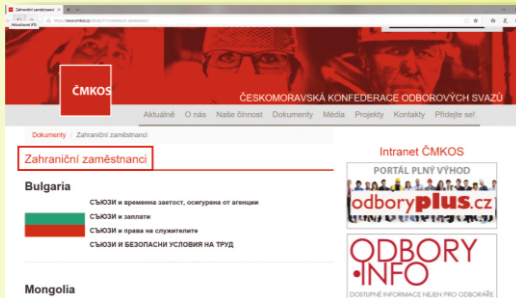 Zahraniční zaměstnanci
ČMKOS
ČESKOMORAVSKÁ KONFEDERACE ODBOROVÝCH SVAZŮ
Aktuálně O nás Naše činnost Dokumenty Média Projekty Kontakty Přidejte se!
Dokumenty / Zahraniční zaměstnanci
Zahraniční zaměstnanci
Bulgaria
СЪЮЗИ и временна заетост, осигурена от агенции
СЪЮЗИ и заплати
СЪЮЗИ и права на служителите
СЪЮЗИ И БЕЗОПАСНИ УСЛОВИЯ НА ТРУД
Mongolia
Intranet ČMKOS
PORTÁL PLNÝ VÝHOD
odboryplus.cz
ODBORY
•INFO
DOSTUPNÉ INFORMACE NEJEN PRO ODBORÁŘE